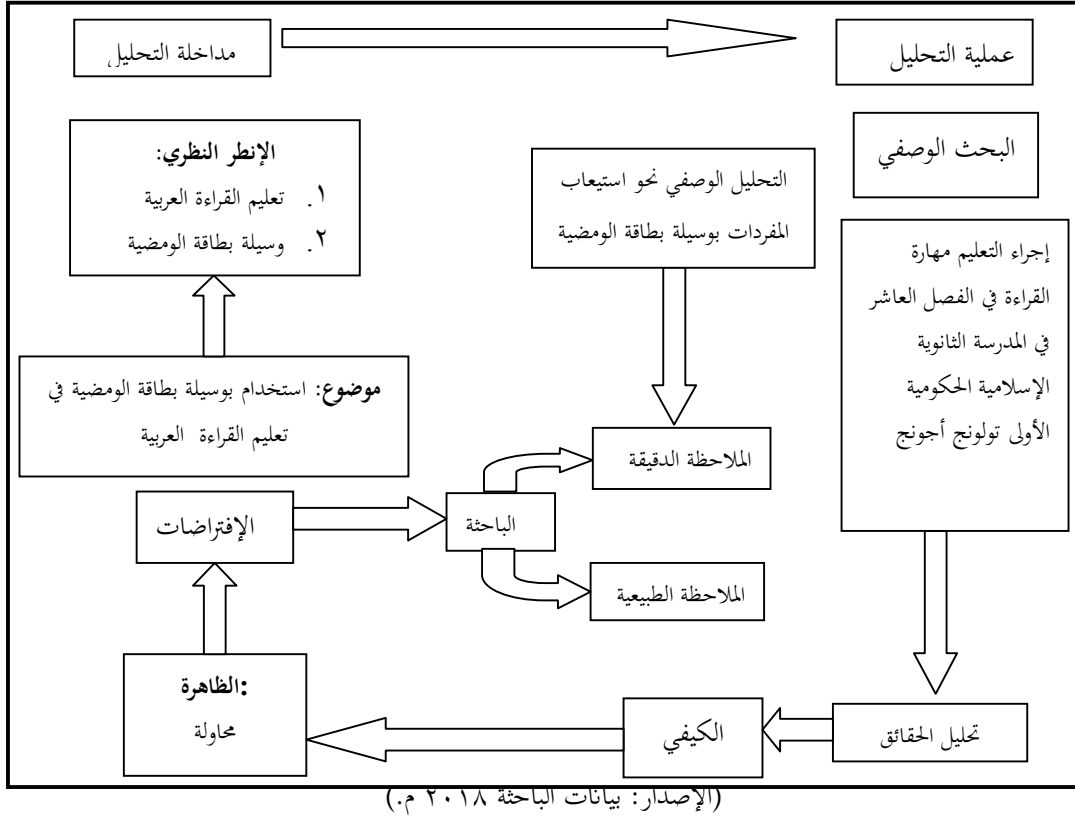 عملية التحليل
مداخلة التحليل
البحث الوصفي
الإنطر النظري:
١. تعليم القراءة العربية
٢. وسيلة بطاقة الومضية
التحليل الوصفي نحو استيعاب
المفردات بوسيلة بطاقة الومضية
إجراء التعليم مهارة
القراءة في الفصل العاشر
في المدرسة الثانوية
الإسلامية الحكومية
الأولى تولونج أجونج
موضوع: استخدام بوسيلة بطاقة الومضية في
تعليم القراءة العربية
الملاحظة الدقيقة
الباحثة
الإفتراضات
الملاحظة الطبيعية
:الظاهرة
محاولة
الكيفي
تحليل الحقائق
(الإصدار: بيانات الباحثة ٢٠١٨ م.)